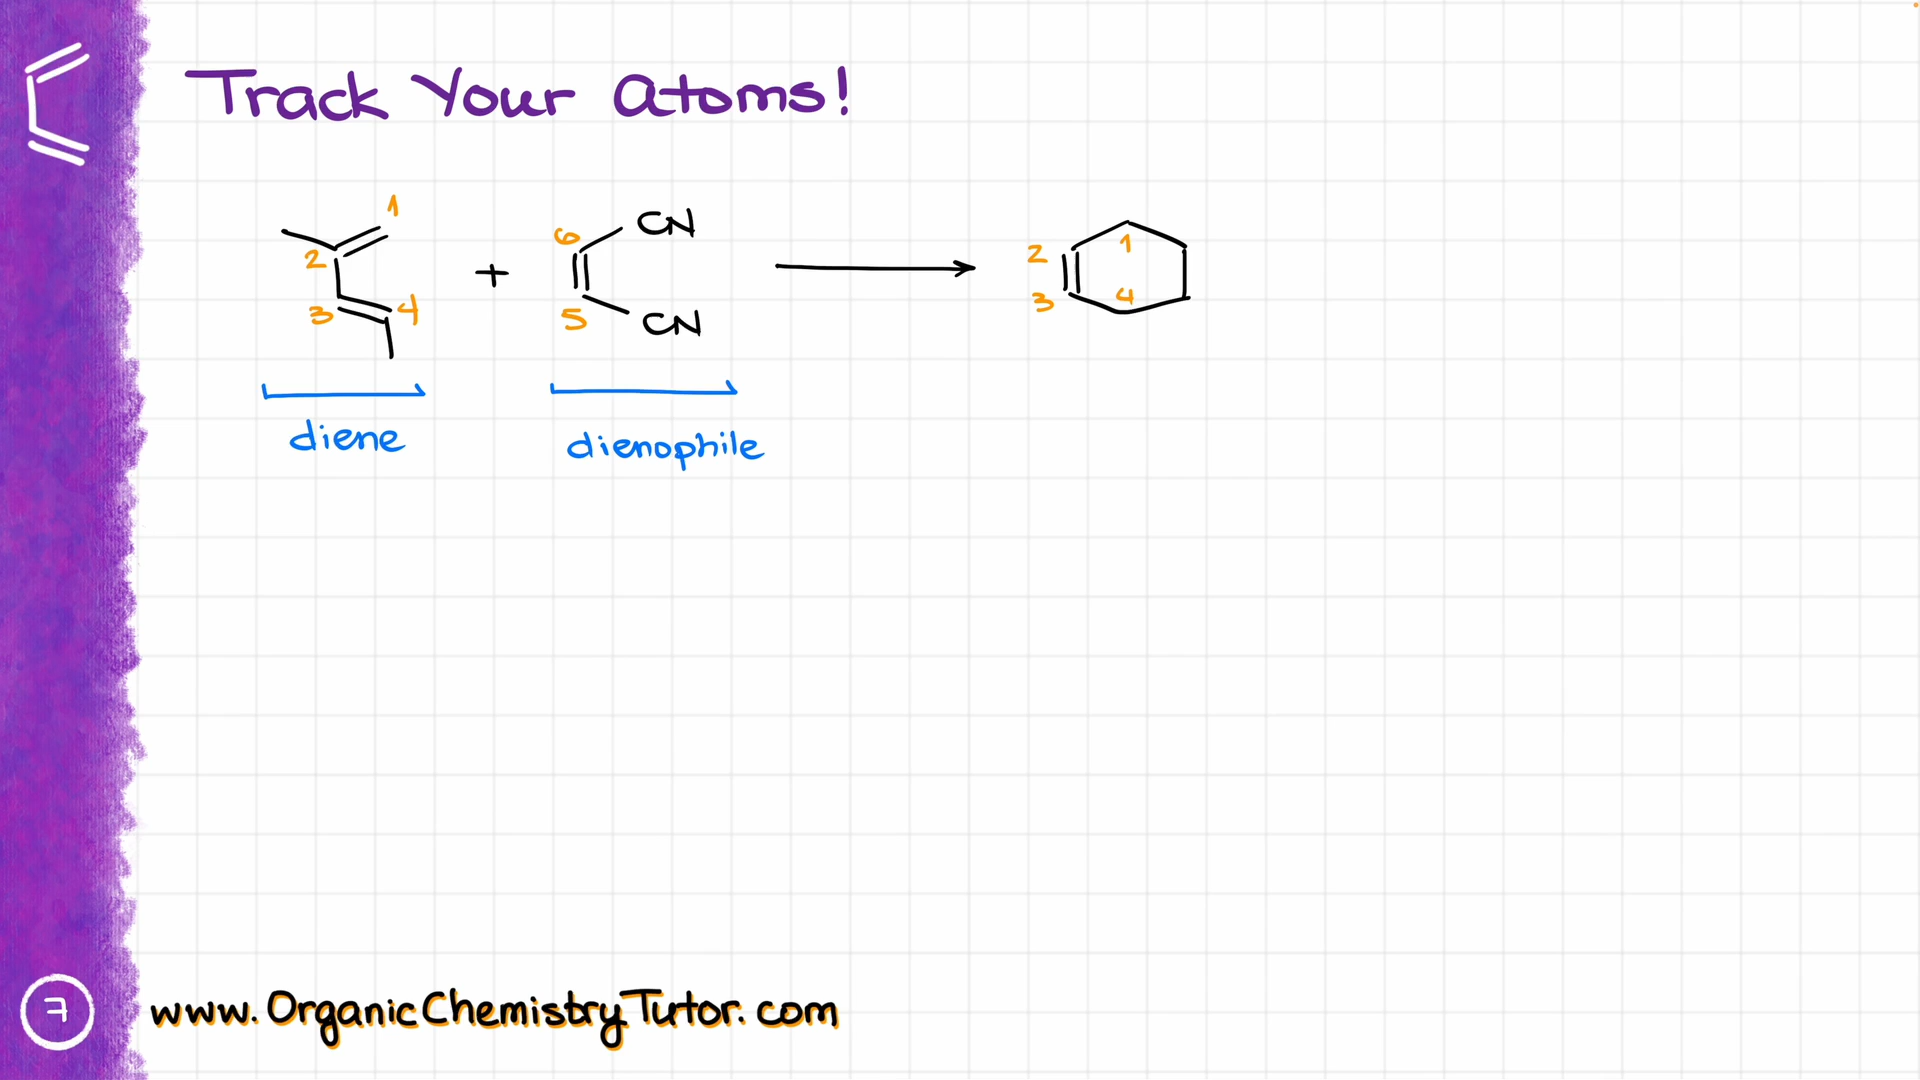 Track Your Atoms!
1
2
3
4
6
CN
5
CN
+
2
1
3
4
diene
dienophile
7
www.OrganicChemistryTutor.com